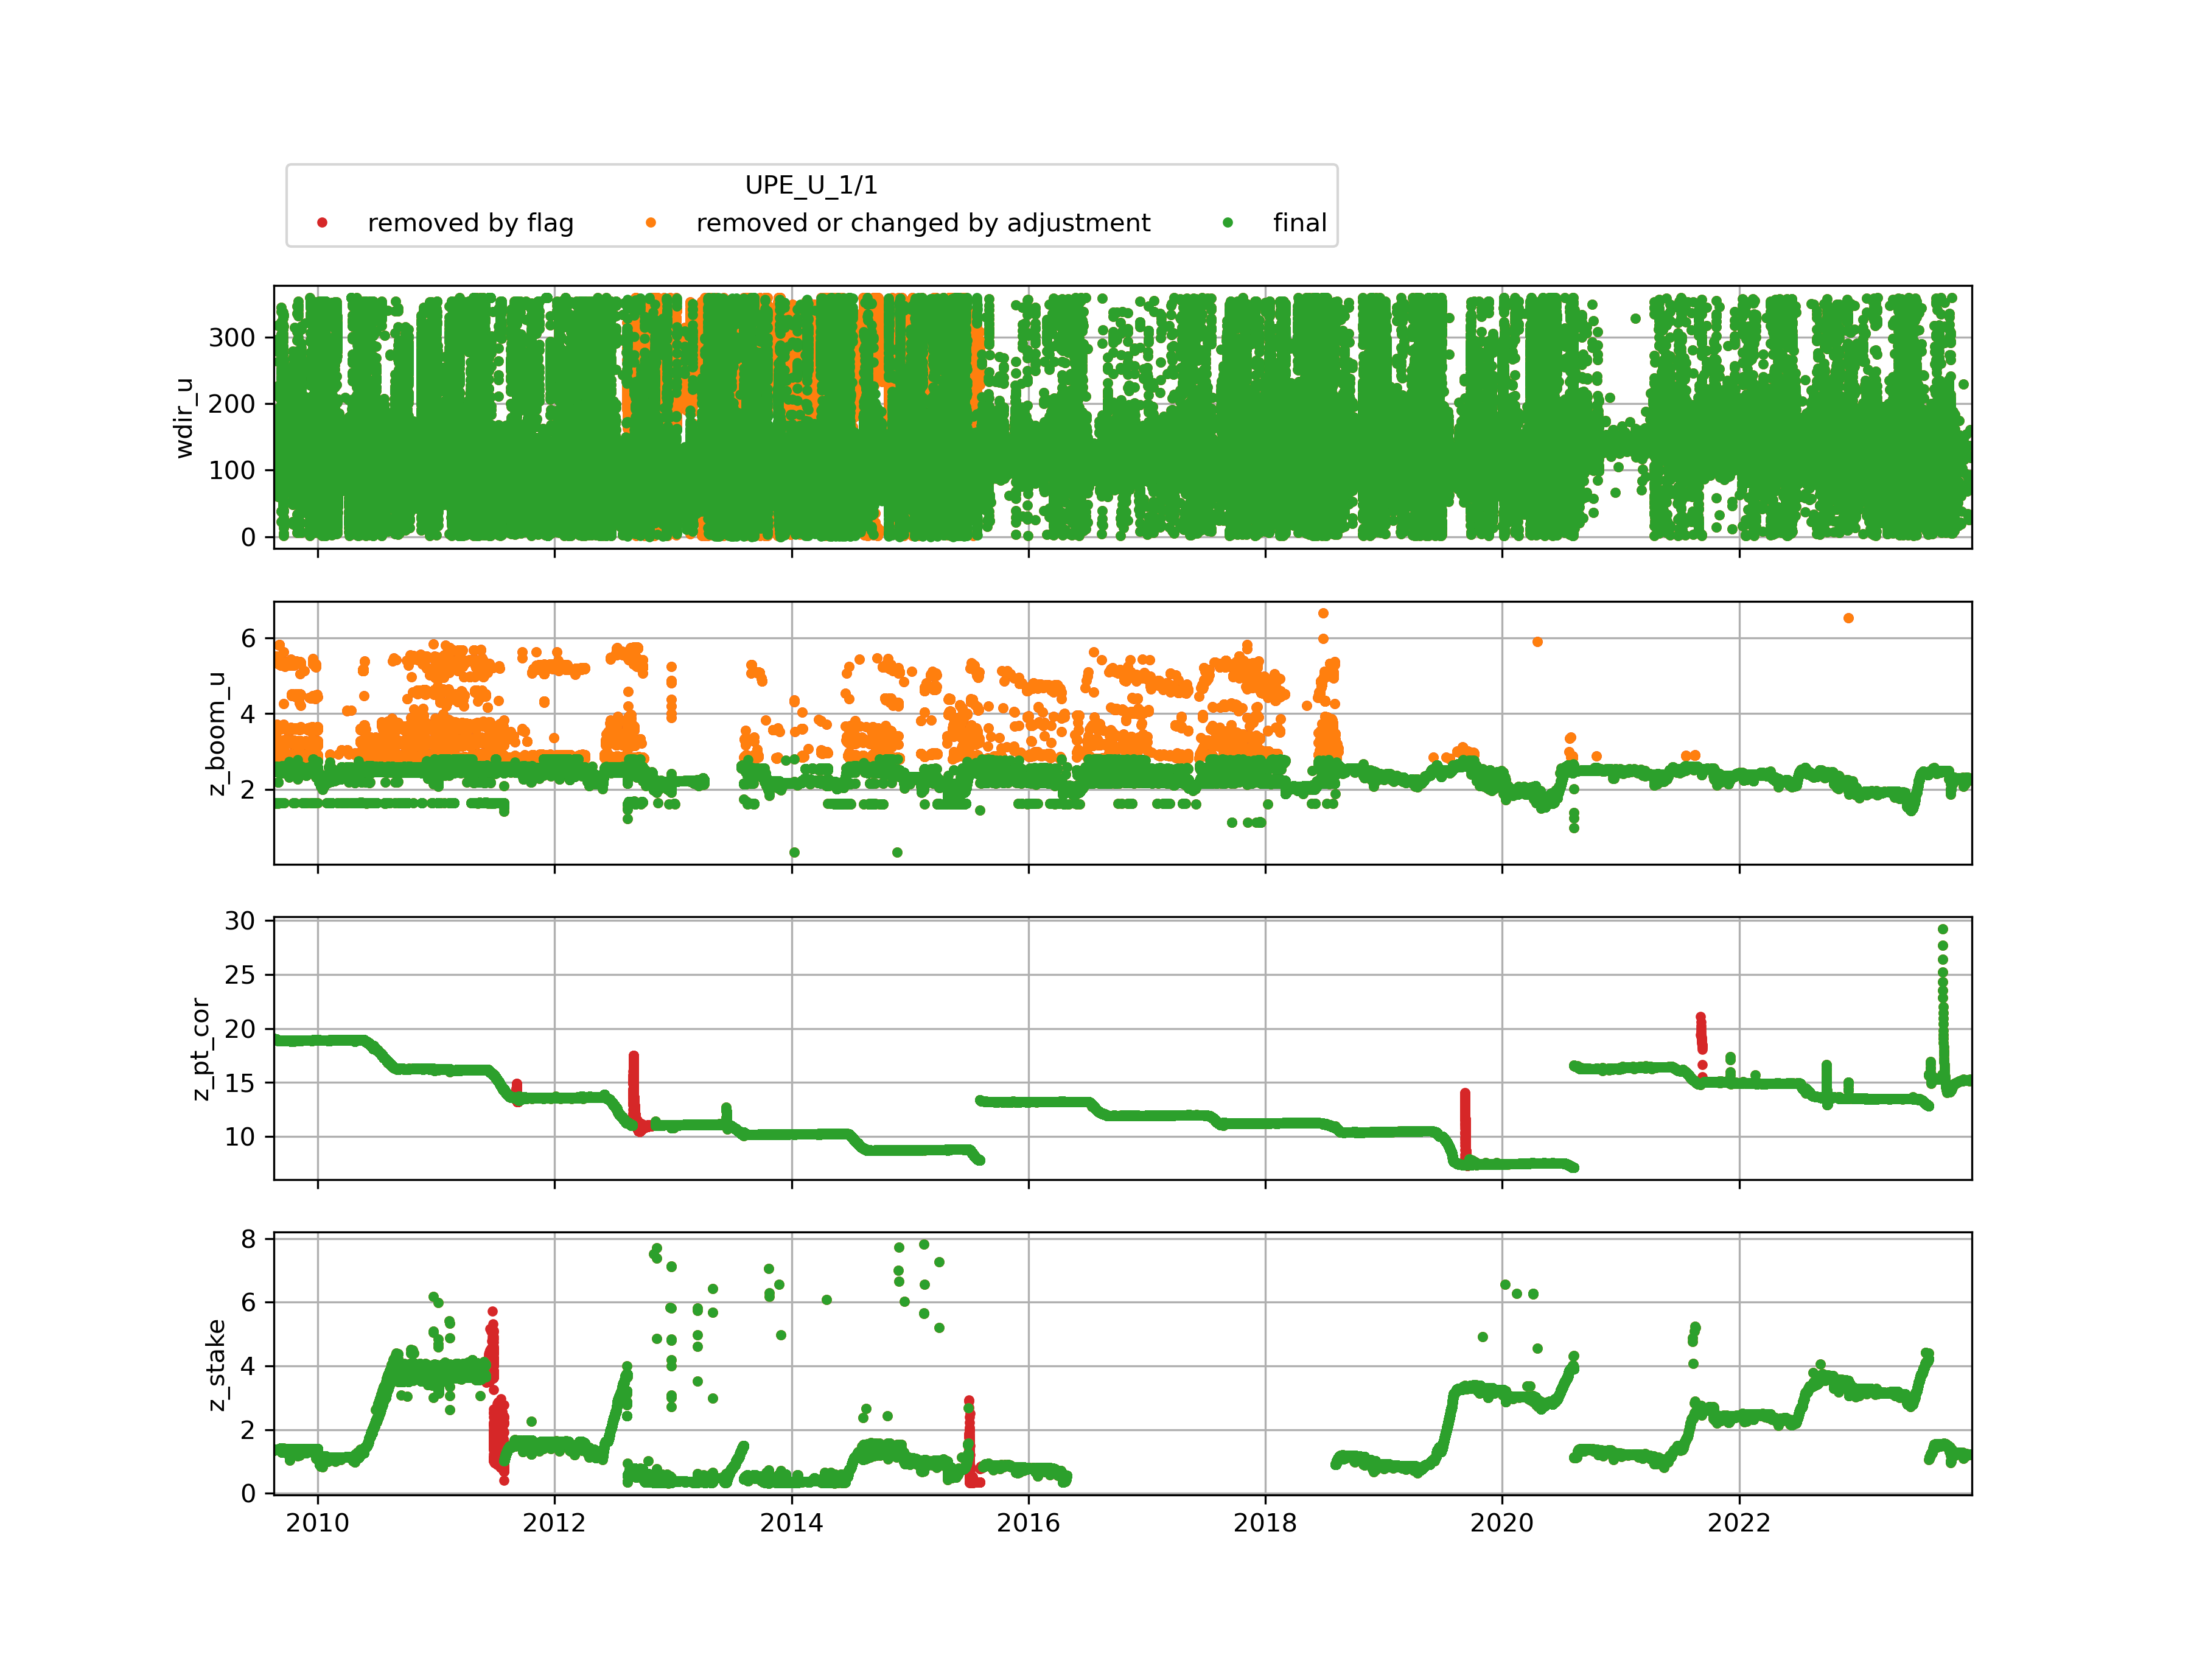 UPE_U_1/1
removed by flag removed or changed by adjustment final
300
200
100
0
wdir_u
6
4
2
z_boom_u
30
25
20
15
10
z_pt_cor
8
6
4
2
0
z_stake
2010 2012 2014 2016 2018 2020 2022